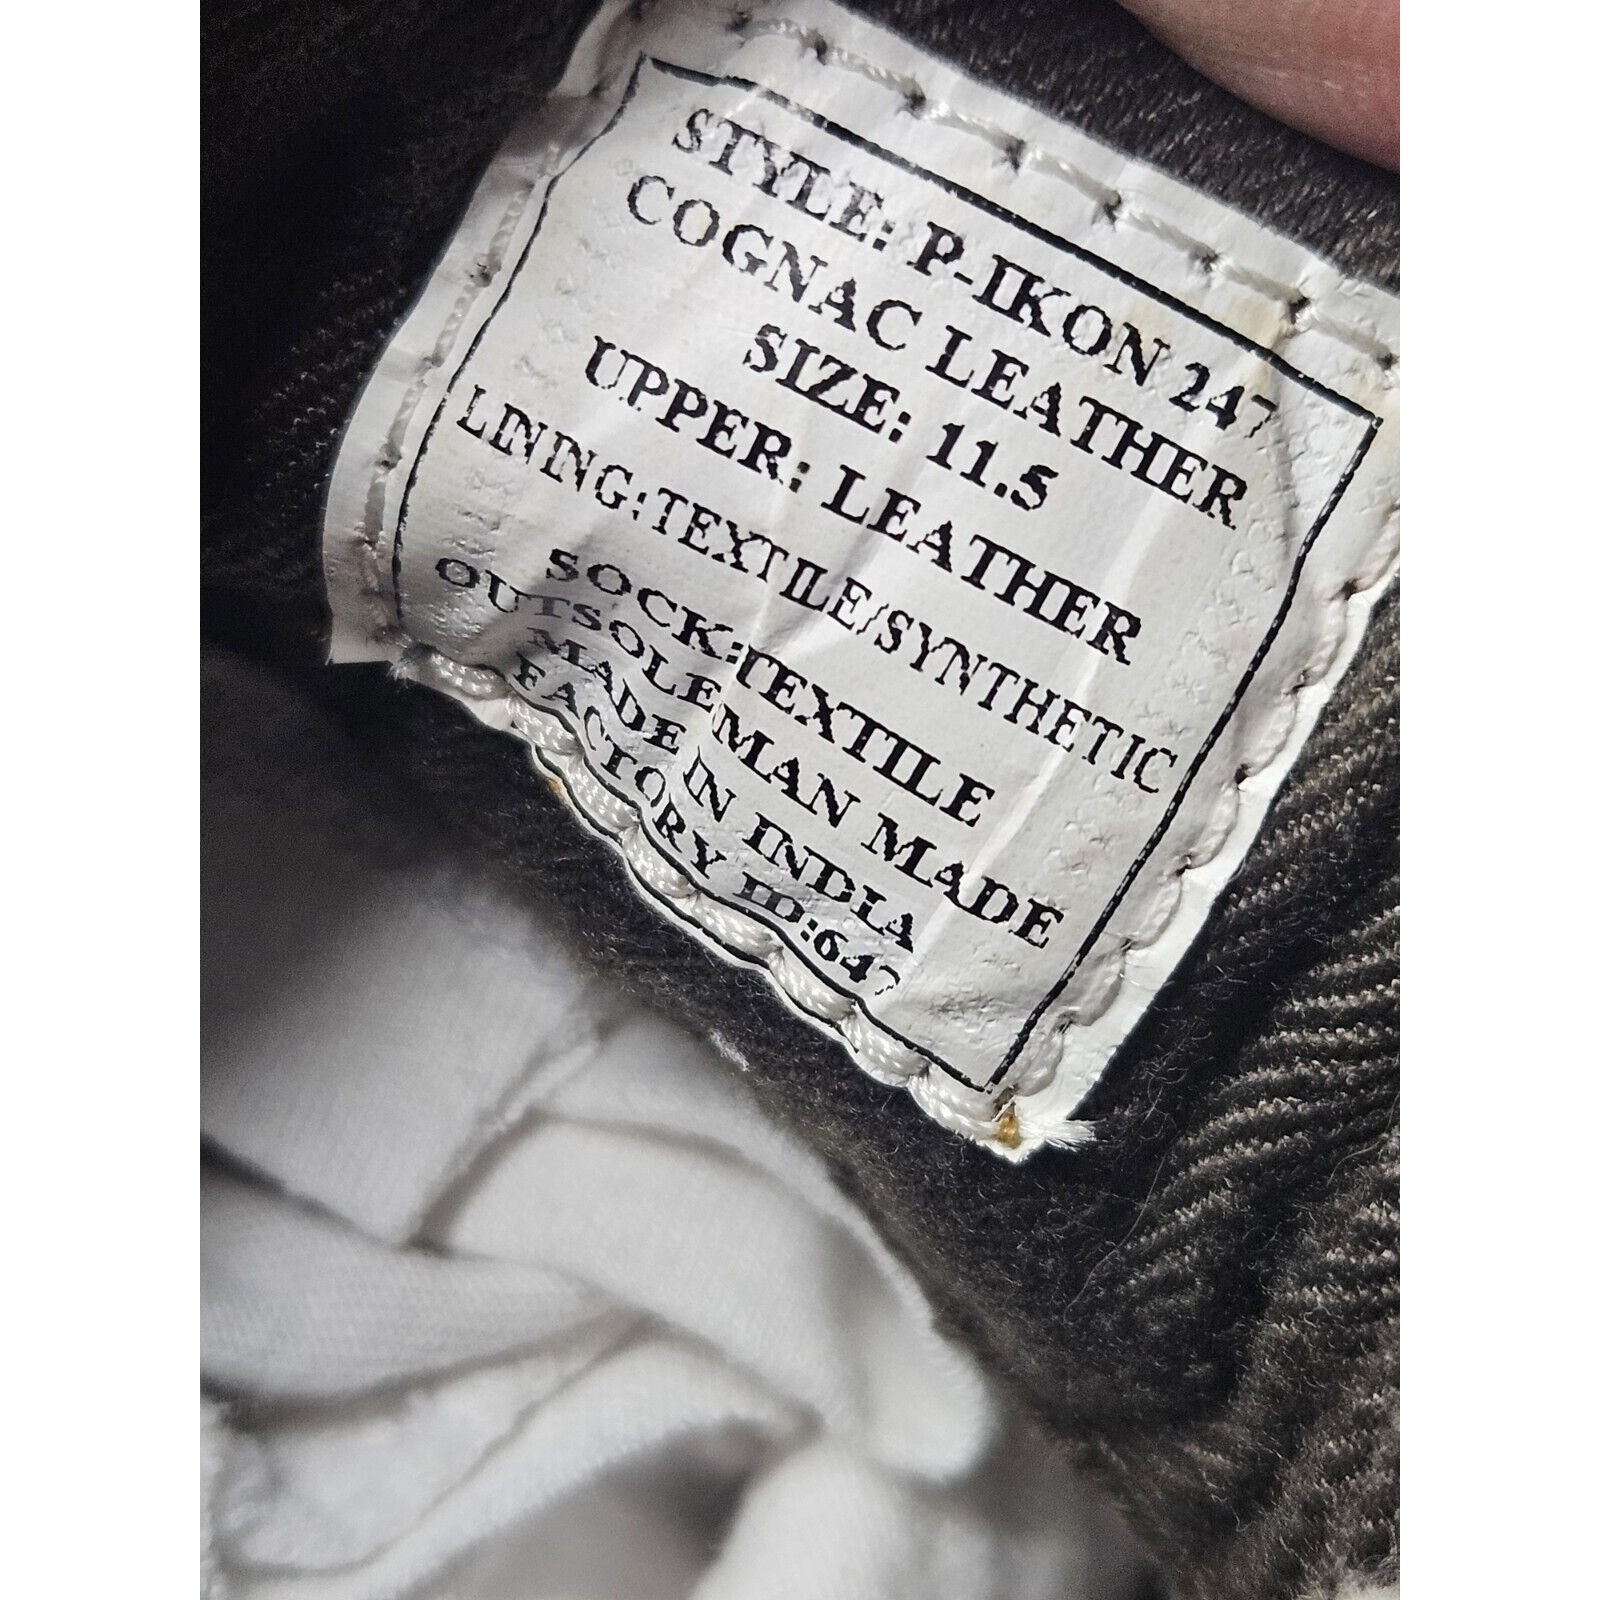 STYLE: P-IKON 247
COGNAC LEATHER
SIZE: 11.5
UPPER: LEATHER
LINING:TEXTILE/SYNTHETIC
SOCK:TEXTILE
OUTSOLE MAN MADE
MADE IN INDIA
FACTORY ID:647